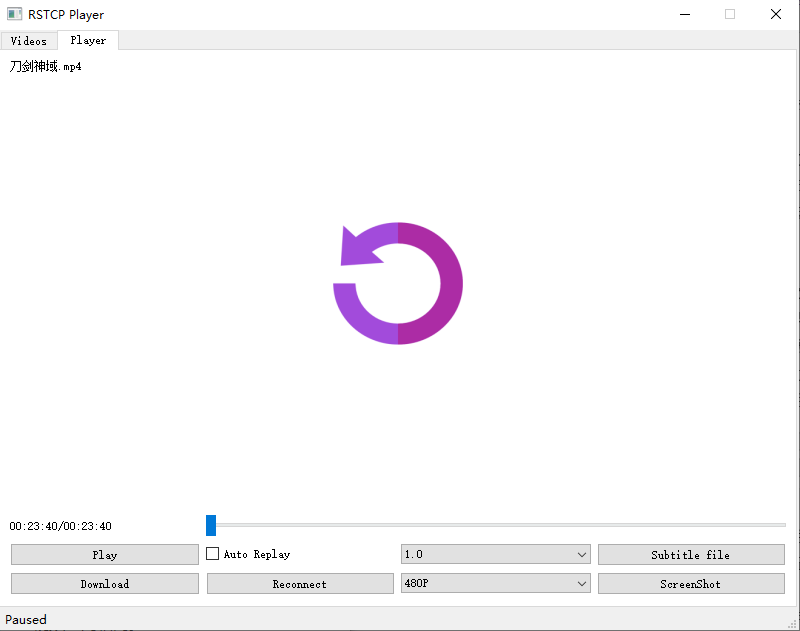 RSTCP Player
Videos Player
刀剑神域.mp4
00:23:40/00:23:40
Play Auto Replay 1.0 Subtitle file
Download Reconnect 480P ScreenShot
Paused